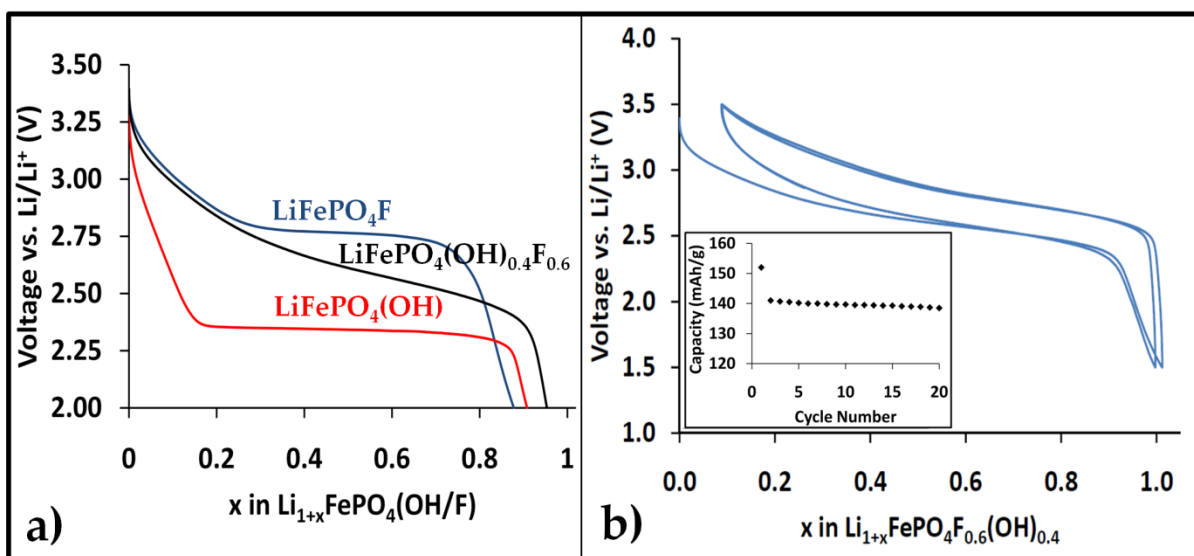 3.50
3.25
3.00
2.75
2.50
2.25
2.00
Voltage vs. Li/Li⁺ (V)
LiFePO₄F
LiFePO₄(OH)₀.₄F₀.₆
LiFePO₄(OH)
0 0.2 0.4 0.6 0.8 1
x in Li₁₊ₓFePO₄(OH/F)
a)
4.0
3.5
3.0
2.5
2.0
1.5
1.0
Voltage vs. Li/Li⁺ (V)
160
150
140
130
120
Capacity (mAh/g)
0 5 10 15 20
Cycle Number
0.0 0.2 0.4 0.6 0.8 1.0
x in Li₁₊ₓFePO₄F₀.₆(OH)₀.₄
b)